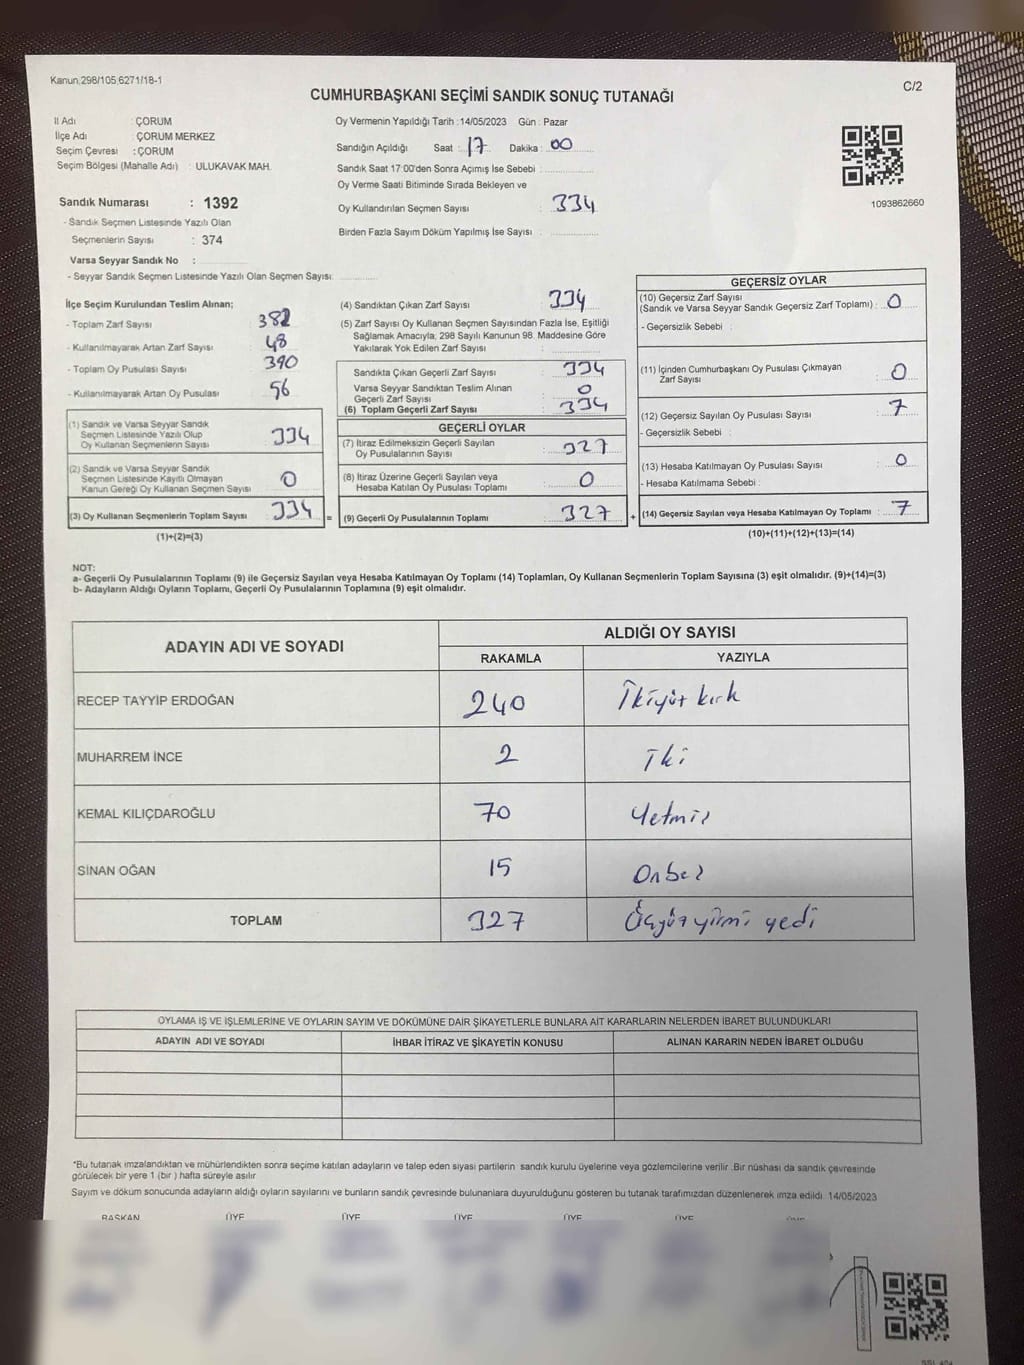 Kanun.298/105,6271/18-1
C/2
CUMHURBAŞKANI SEÇİMİ SANDIK SONUÇ TUTANAĞI
İl Adı : ÇORUM
İlçe Adı : ÇORUM MERKEZ
Seçim Çevresi : ÇORUM
Seçim Bölgesi (Mahalle Adı) : ULUKAVAK MAH.
Oy Vermenin Yapıldığı Tarih :14/05/2023 Gün : Pazar
Sandığın Açıldığı Saat : 17 Dakika : 00
Sandık Saat 17:00'den Sonra Açımış İse Sebebi :
Oy Verme Saati Bitiminde Sırada Bekleyen ve
Oy Kullandırılan Seçmen Sayısı : 334
Birden Fazla Sayım Döküm Yapılmış İse Sayısı :
1093862660
Sandık Numarası : 1392
- Sandık Seçmen Listesinde Yazılı Olan
Seçmenlerin Sayısı : 374
Varsa Seyyar Sandık No :
- Seyyar Sandık Seçmen Listesinde Yazılı Olan Seçmen Sayısı:
İlçe Seçim Kurulundan Teslim Alınan;
- Toplam Zarf Sayısı : 382
- Kullanılmayarak Artan Zarf Sayısı : 48
- Toplam Oy Pusulası Sayısı : 390
- Kullanılmayarak Artan Oy Pusulası : 56
(1) Sandık ve Varsa Seyyar Sandık
Seçmen Listesinde Yazılı Olup
Oy Kullanan Seçmenlerin Sayısı : 334
(2) Sandık ve Varsa Seyyar Sandık
Seçmen Listesinde Kayıtlı Olmayan
Kanun Gereği Oy Kullanan Seçmen Sayısı : 0
(3) Oy Kullanan Seçmenlerin Toplam Sayısı : 334 =
(1)+(2)=(3)
(4) Sandıktan Çıkan Zarf Sayısı : 334
(5) Zarf Sayısı Oy Kullanan Seçmen Sayısından Fazla İse, Eşitliği
Sağlamak Amacıyla, 298 Sayılı Kanunun 98. Maddesine Göre
Yakılarak Yok Edilen Zarf Sayısı :
Sandıkta Çıkan Geçerli Zarf Sayısı : 334
Varsa Seyyar Sandıktan Teslim Alınan
Geçerli Zarf Sayısı : 0
(6) Toplam Geçerli Zarf Sayısı : 334
GEÇERLİ OYLAR
(7) İtiraz Edilmeksizin Geçerli Sayılan
Oy Pusulalarının Sayısı : 327
(8) İtiraz Üzerine Geçerli Sayılan veya
Hesaba Katılan Oy Pusulası Toplamı : 0
(9) Geçerli Oy Pusulalarının Toplamı : 327 +
GEÇERSİZ OYLAR
(10) Geçersiz Zarf Sayısı
(Sandık ve Varsa Seyyar Sandık Geçersiz Zarf Toplamı) : 0
- Geçersizlik Sebebi :
(11) İçinden Cumhurbaşkanı Oy Pusulası Çıkmayan
Zarf Sayısı : 0
(12) Geçersiz Sayılan Oy Pusulası Sayısı : 7
- Geçersizlik Sebebi :
(13) Hesaba Katılmayan Oy Pusulası Sayısı : 0
- Hesaba Katılmama Sebebi :
(14) Geçersiz Sayılan veya Hesaba Katılmayan Oy Toplamı : 7
(10)+(11)+(12)+(13)=(14)
NOT:
a- Geçerli Oy Pusulalarının Toplamı (9) ile Geçersiz Sayılan veya Hesaba Katılmayan Oy Toplamı (14) Toplamları, Oy Kullanan Seçmenlerin Toplam Sayısına (3) eşit olmalıdır. (9)+(14)=(3)
b- Adayların Aldığı Oyların Toplamı, Geçerli Oy Pusulalarının Toplamına (9) eşit olmalıdır.
ADAYIN ADI VE SOYADI
ALDIĞI OY SAYISI
RAKAMLA YAZIYLA
RECEP TAYYİP ERDOĞAN 240 İkiyüz kırk
MUHARREM İNCE 2 İki
KEMAL KILIÇDAROĞLU 70 Yetmiş
SİNAN OĞAN 15 Onbeş
TOPLAM 327 Üçyüz yirmi yedi
OYLAMA İŞ VE İŞLEMLERİNE VE OYLARIN SAYIM VE DÖKÜMÜNE DAİR ŞİKAYETLERLE BUNLARA AİT KARARLARIN NELERDEN İBARET BULUNDUKLARI
ADAYIN ADI VE SOYADI İHBAR İTİRAZ VE ŞİKAYETİN KONUSU ALINAN KARARIN NEDEN İBARET OLDUĞU
*Bu tutanak imzalandıktan ve mühürlendikten sonra seçime katılan adayların ve talep eden siyasi partilerin sandık kurulu üyelerine veya gözlemcilerine verilir .Bir nüshası da sandık çevresinde
görülecek bir yere 1 (bir ) hafta süreyle asılır
Sayım ve döküm sonucunda adayların aldığı oyların sayılarını ve bunların sandık çevresinde bulunanlara duyurulduğunu gösteren bu tutanak tarafımızdan düzenlenerek imza edildi. 14/05/2023
BAŞKAN ÜYE ÜYE ÜYE ÜYE ÜYE ÜYE